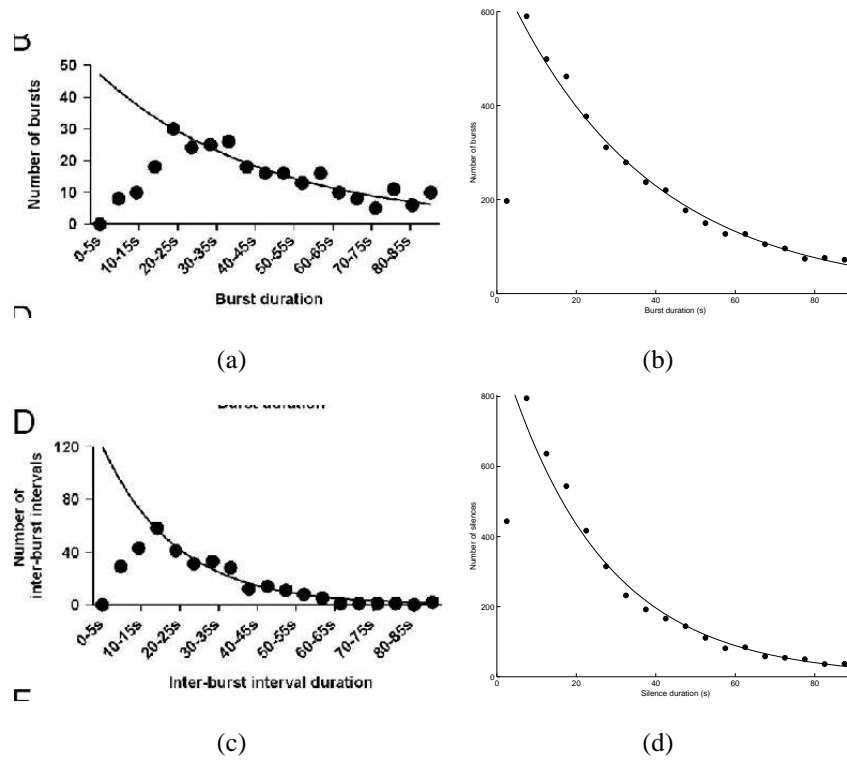 50
40
30
20
10
0
Number of bursts
0-5s
10-15s
20-25s
30-35s
40-45s
50-55s
60-65s
70-75s
80-85s
Burst duration
(a)
600
400
200
0
Number of bursts
0
20
40
60
80
Burst duration (s)
(b)
D
120
80
40
0
Number of
inter-burst intervals
0-5s
10-15s
20-25s
30-35s
40-45s
50-55s
60-65s
70-75s
80-85s
Inter-burst interval duration
(c)
800
600
400
200
0
Number of silences
0
20
40
60
80
Silence duration (s)
(d)